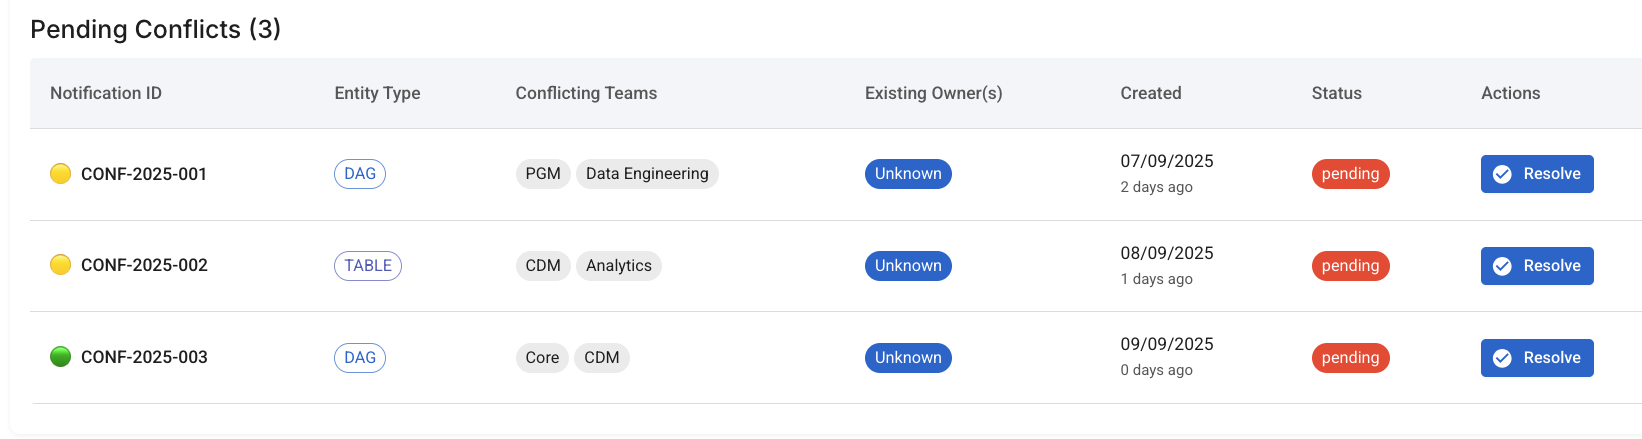 Pending Conflicts (3)
Notification ID Entity Type Conflicting Teams Existing Owner(s) Created Status Actions
CONF-2025-001 DAG PGM Data Engineering Unknown 07/09/2025 pending Resolve
2 days ago
CONF-2025-002 TABLE CDM Analytics Unknown 08/09/2025 pending Resolve
1 days ago
CONF-2025-003 DAG Core CDM Unknown 09/09/2025 pending Resolve
0 days ago